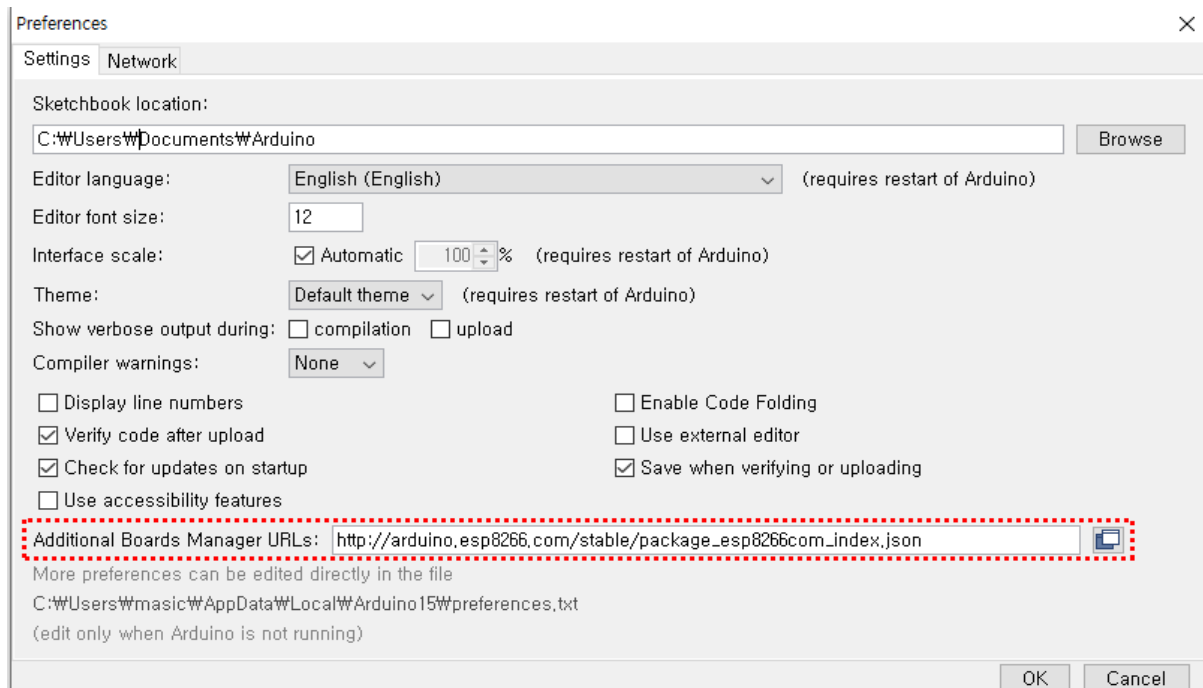 Preferences
Settings Network
Sketchbook location:
C:₩Users₩Documents₩Arduino Browse
Editor language: English (English) (requires restart of Arduino)
Editor font size: 12
Interface scale: Automatic 100 % (requires restart of Arduino)
Theme: Default theme (requires restart of Arduino)
Show verbose output during: compilation upload
Compiler warnings: None
Display line numbers Enable Code Folding
Verify code after upload Use external editor
Check for updates on startup Save when verifying or uploading
Use accessibility features
Additional Boards Manager URLs: http://arduino.esp8266.com/stable/package_esp8266com_index.json
More preferences can be edited directly in the file
C:₩Users₩masic₩AppData₩Local₩Arduino15₩preferences.txt
(edit only when Arduino is not running)
OK Cancel